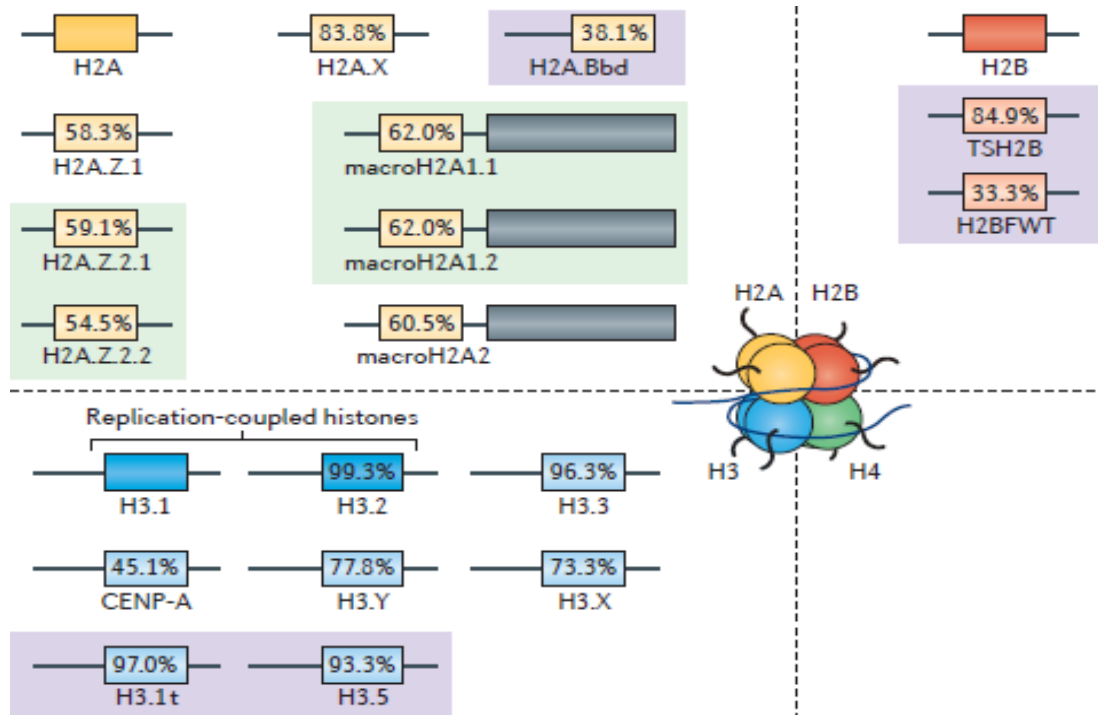 83.8%
38.1%
H2A
H2A.X
H2A.Bbd
H2B
58.3%
62.0%
84.9%
H2A.Z.1
macroH2A1.1
TSH2B
59.1%
62.0%
33.3%
H2A.Z.2.1
macroH2A1.2
H2BFWT
54.5%
60.5%
H2A.Z.2.2
macroH2A2
H2A
H2B
H3
H4
Replication-coupled histones
99.3%
96.3%
H3.1
H3.2
H3.3
45.1%
77.8%
73.3%
CENP-A
H3.Y
H3.X
97.0%
93.3%
H3.1t
H3.5